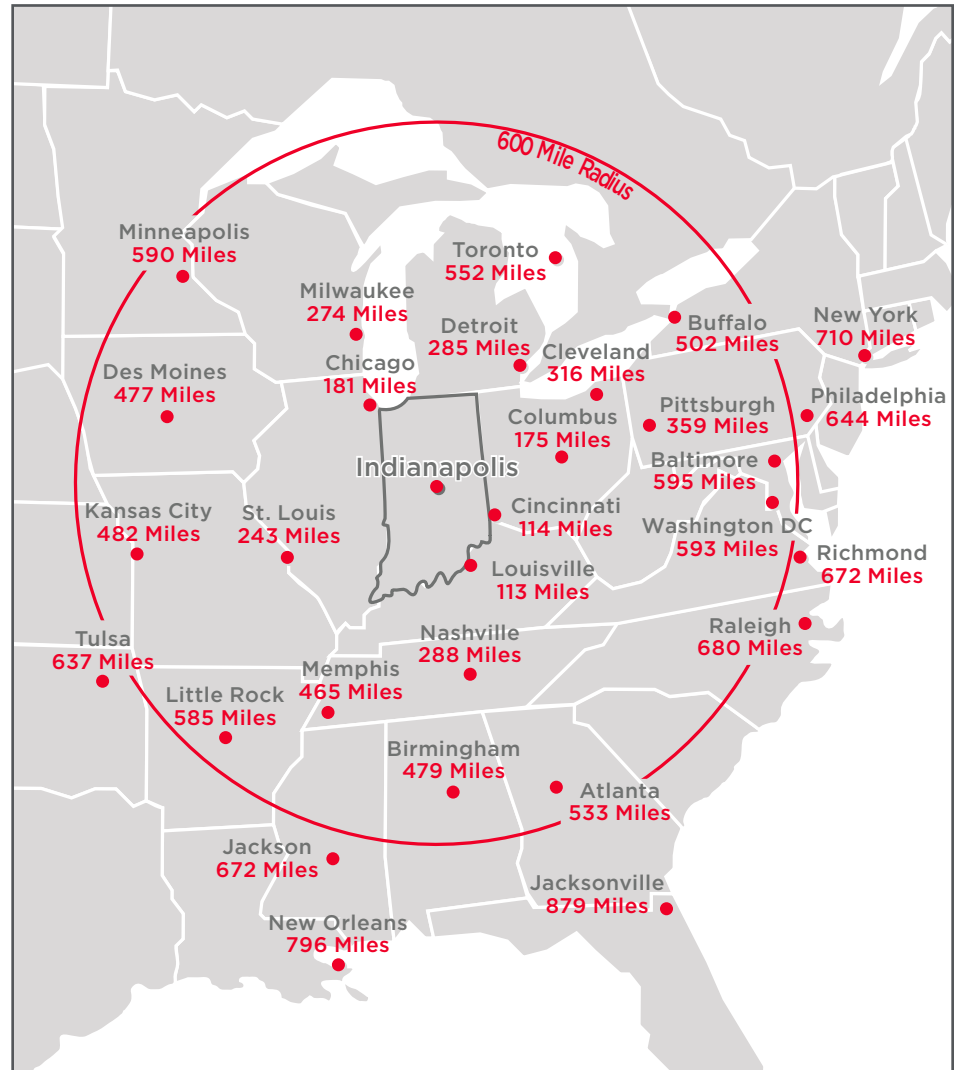 600 Mile Radius
Minneapolis
590 Miles
Toronto
552 Miles
Milwaukee
274 Miles
Detroit
285 Miles
Buffalo
502 Miles
New York
710 Miles
Des Moines
477 Miles
Chicago
181 Miles
Cleveland
316 Miles
Columbus
175 Miles
Pittsburgh
359 Miles
Philadelphia
644 Miles
Indianapolis
Baltimore
595 Miles
Kansas City
482 Miles
St. Louis
243 Miles
Cincinnati
114 Miles
Washington DC
593 Miles
Richmond
672 Miles
Louisville
113 Miles
Tulsa
637 Miles
Nashville
288 Miles
Raleigh
680 Miles
Memphis
465 Miles
Little Rock
585 Miles
Birmingham
479 Miles
Atlanta
533 Miles
Jackson
672 Miles
Jacksonville
879 Miles
New Orleans
796 Miles